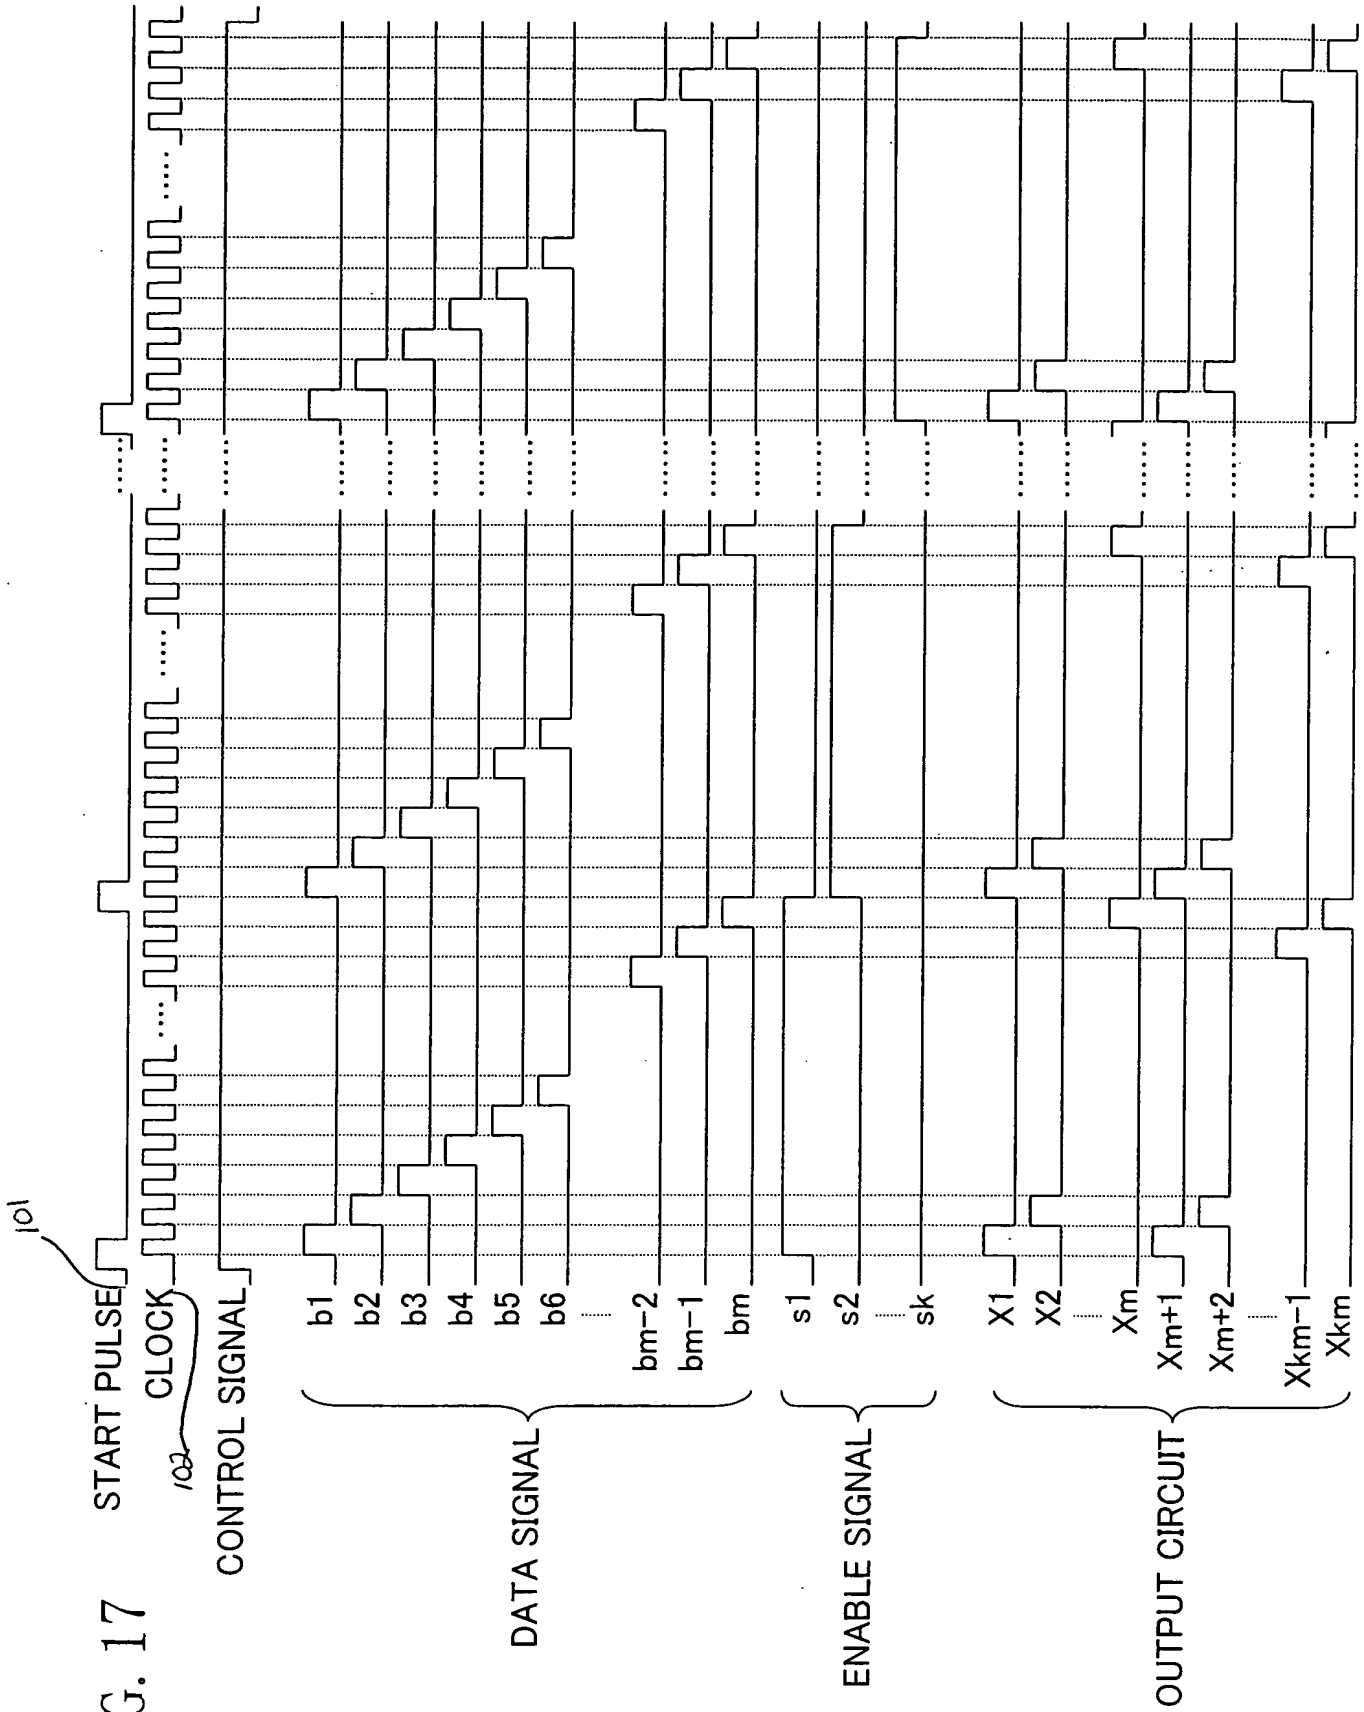 G. 17
101
START PULSE
CLOCK
102
CONTROL SIGNAL
DATA SIGNAL
b1
b2
b3
b4
b5
b6
......
bm-2
bm-1
bm
ENABLE SIGNAL
s1
s2
......
sk
OUTPUT CIRCUIT
X1
X2
......
Xm
Xm+1
Xm+2
......
Xkm-1
Xkm